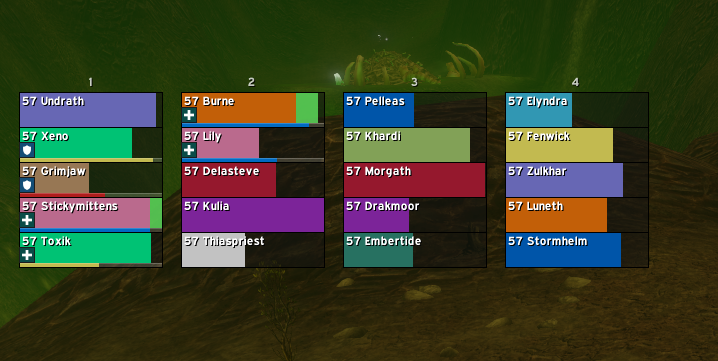 1
57 Undrath
57 Xeno
57 Grimjaw
57 Stickymittens
57 Toxik
2
57 Burne
57 Lily
57 Delasteve
57 Kulia
57 Thiaspriest
3
57 Pelleas
57 Khardi
57 Morgath
57 Drakmoor
57 Embertide
4
57 Elyndra
57 Fenwick
57 Zulkhar
57 Luneth
57 Stormhelm